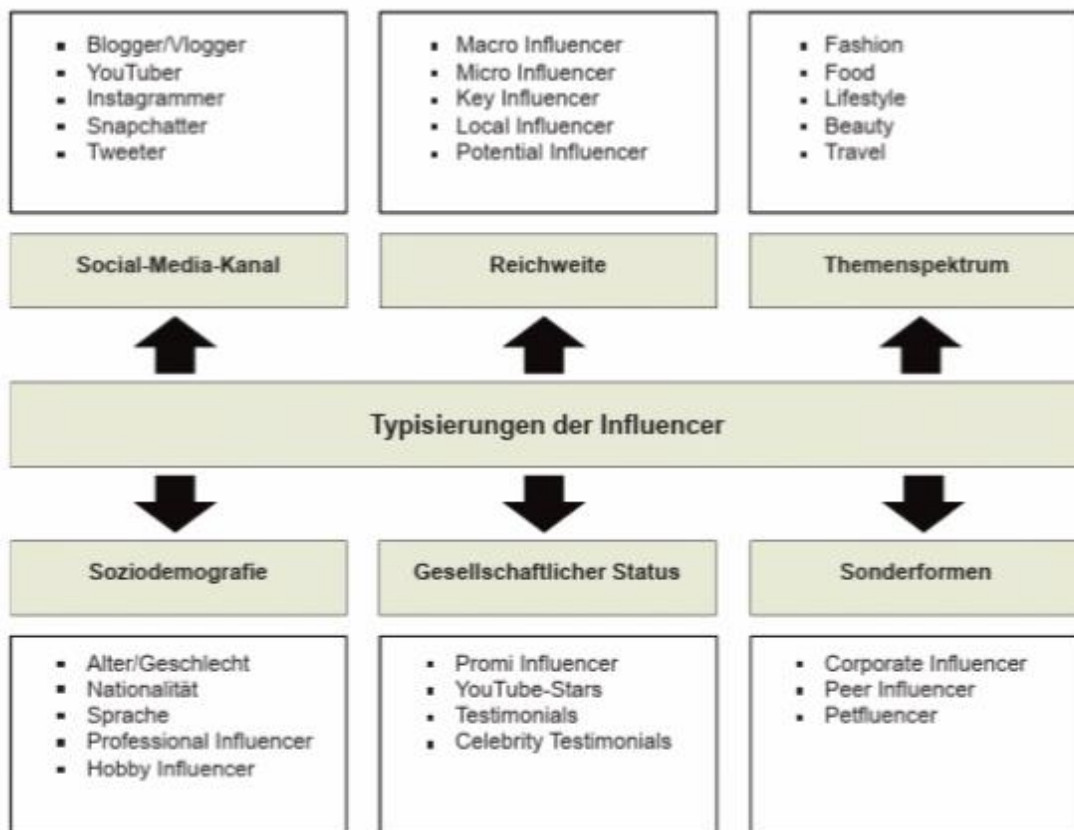 Blogger/Vlogger
YouTuber
Instagrammer
Snapchatter
Tweeter
Macro Influencer
Micro Influencer
Key Influencer
Local Influencer
Potential Influencer
Fashion
Food
Lifestyle
Beauty
Travel
Social-Media-Kanal
Reichweite
Themenspektrum
Typisierungen der Influencer
Soziodemografie
Gesellschaftlicher Status
Sonderformen
Alter/Geschlecht
Nationalität
Sprache
Professional Influencer
Hobby Influencer
Promi Influencer
YouTube-Stars
Testimonials
Celebrity Testimonials
Corporate Influencer
Peer Influencer
Petfluencer